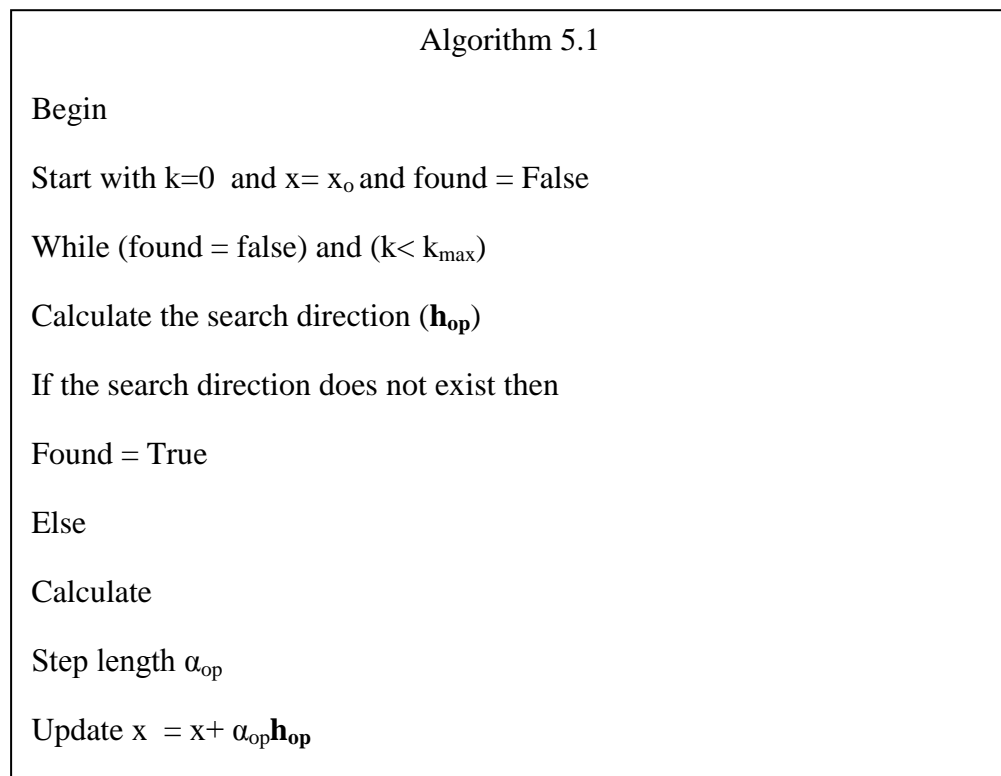 Algorithm 5.1
Begin
Start with k=0 and x= xₒ and found = False
While (found = false) and (k< kₘₐₓ)
Calculate the search direction (hₒₚ)
If the search direction does not exist then
Found = True
Else
Calculate
Step length αₒₚ
Update x = x+ αₒₚhₒₚ